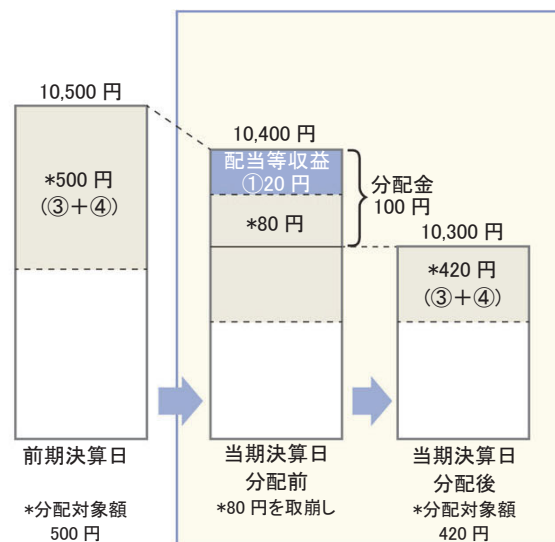 10,500 円
*500 円
(③+④)
前期決算日
*分配対象額
500 円
10,400 円
配当等収益
①20 円
*80 円
分配金
100 円
当期決算日
分配前
*80 円を取崩し
10,300 円
*420 円
(③+④)
当期決算日
分配後
*分配対象額
420 円